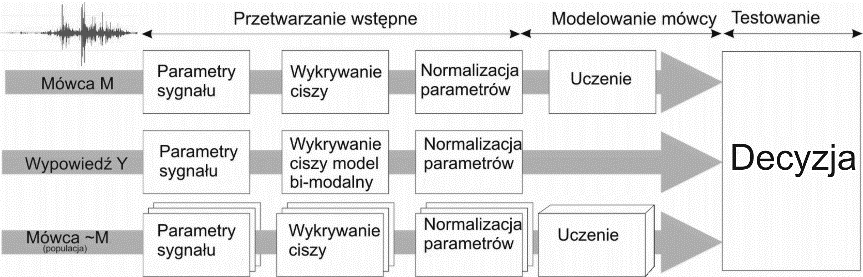 Przetwarzanie wstępne
Modelowanie mówcy
Testowanie
Mówca M
Parametry
sygnału
Wykrywanie
ciszy
Normalizacja
parametrów
Uczenie
Wypowiedź Y
Parametry
sygnału
Wykrywanie
ciszy model
bi-modalny
Normalizacja
parametrów
Decyzja
Mówca ~M
(populacja)
Parametry
sygnału
Wykrywanie
ciszy
Normalizacja
parametrów
Uczenie